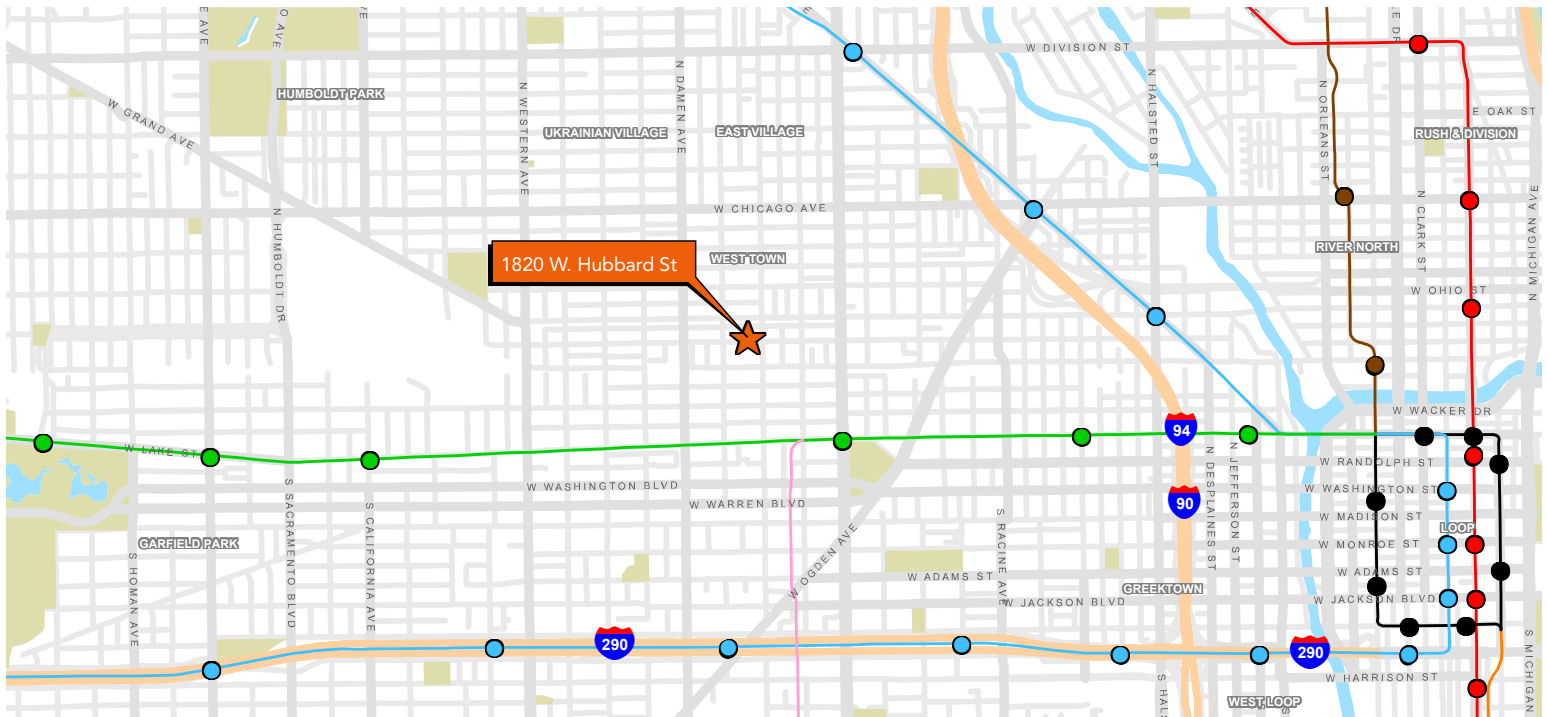 W DIVISION ST
HUMBOLDT PARK
W GRAND AVE
N WESTERN AVE
N DAMEN AVE
N HALSTED ST
N ORLEANS ST
E OAK ST
UKRAINIAN VILLAGE
EAST VILLAGE
RUSH & DIVISION
W CHICAGO AVE
N HUMBOLDT DR
N CLARK ST
N MICHIGAN AVE
RIVER NORTH
1820 W. Hubbard St
WEST TOWN
W OHIO ST
W WACKER DR
94
W LAKE ST
W RANDOLPH ST
N DESPLAINES ST
N JEFFERSON ST
W WASHINGTON BLVD
W WASHINGTON ST
W WARREN BLVD
90
W MADISON ST
S SACRAMENTO BLVD
S CALIFORNIA AVE
LOOP
GARFIELD PARK
W MONROE ST
S HOMAN AVE
W OGDEN AVE
S RACINE AVE
W ADAMS ST
W ADAMS ST
GREEKTOWN
W JACKSON BLVD
W JACKSON BLVD
290
290
W HARRISON ST
S MICHIGAN
S HAL
WEST LOOP